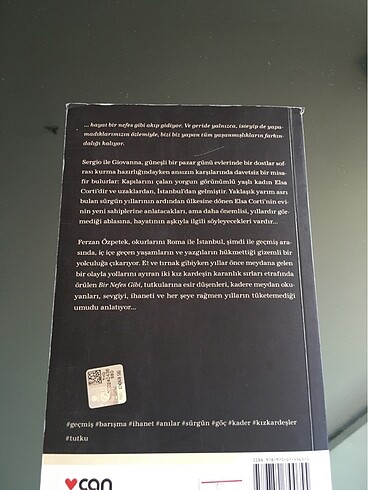 ... hayat bir nefes gibi akıp gidiyor. Ve geride yalnızca, isteyip de yapa-
madıklarımızın özlemiyle, bizi biz yapan tüm yaşanmışlıkların farkın-
dalığı kalıyor.
Sergio ile Giovanna, güneşli bir pazar günü evlerinde bir dostlar sof-
rası kurma hazırlığındayken ansızın karşılarında davetsiz bir misa-
fir bulurlar: Kapılarını çalan yorgun görünümlü yaşlı kadın Elsa
Corti'dir ve uzaklardan, İstanbul'dan gelmiştir. Yaklaşık yarım asrı
bulan sürgün yıllarının ardından ülkesine dönen Elsa Corti'nin evi-
nin yeni sahiplerine anlatacakları, ama daha önemlisi, yıllardır gör-
mediği ablasına, hayatının aşkıyla ilgili söyleyecekleri vardır...
Ferzan Özpetek, okurlarını Roma ile İstanbul, şimdi ile geçmiş ara-
sında, iç içe geçen yaşamların ve yazgıların hükmettiği gizemli bir
yolculuğa çıkarıyor. Et ve tırnak gibiyken yıllar önce meydana gelen
bir olayla yollarını ayıran iki kız kardeşin karanlık sırları etrafında
örülen Bir Nefes Gibi, tutkularına esir düşenleri, kadere meydan oku-
yanları, sevgiyi, ihaneti ve her şeye rağmen yılların tüketemediği
umudu anlatıyor...
#geçmiş #barışma #ihanet #anılar #sürgün #göç #kader #kızkardeşler
#tutku
can